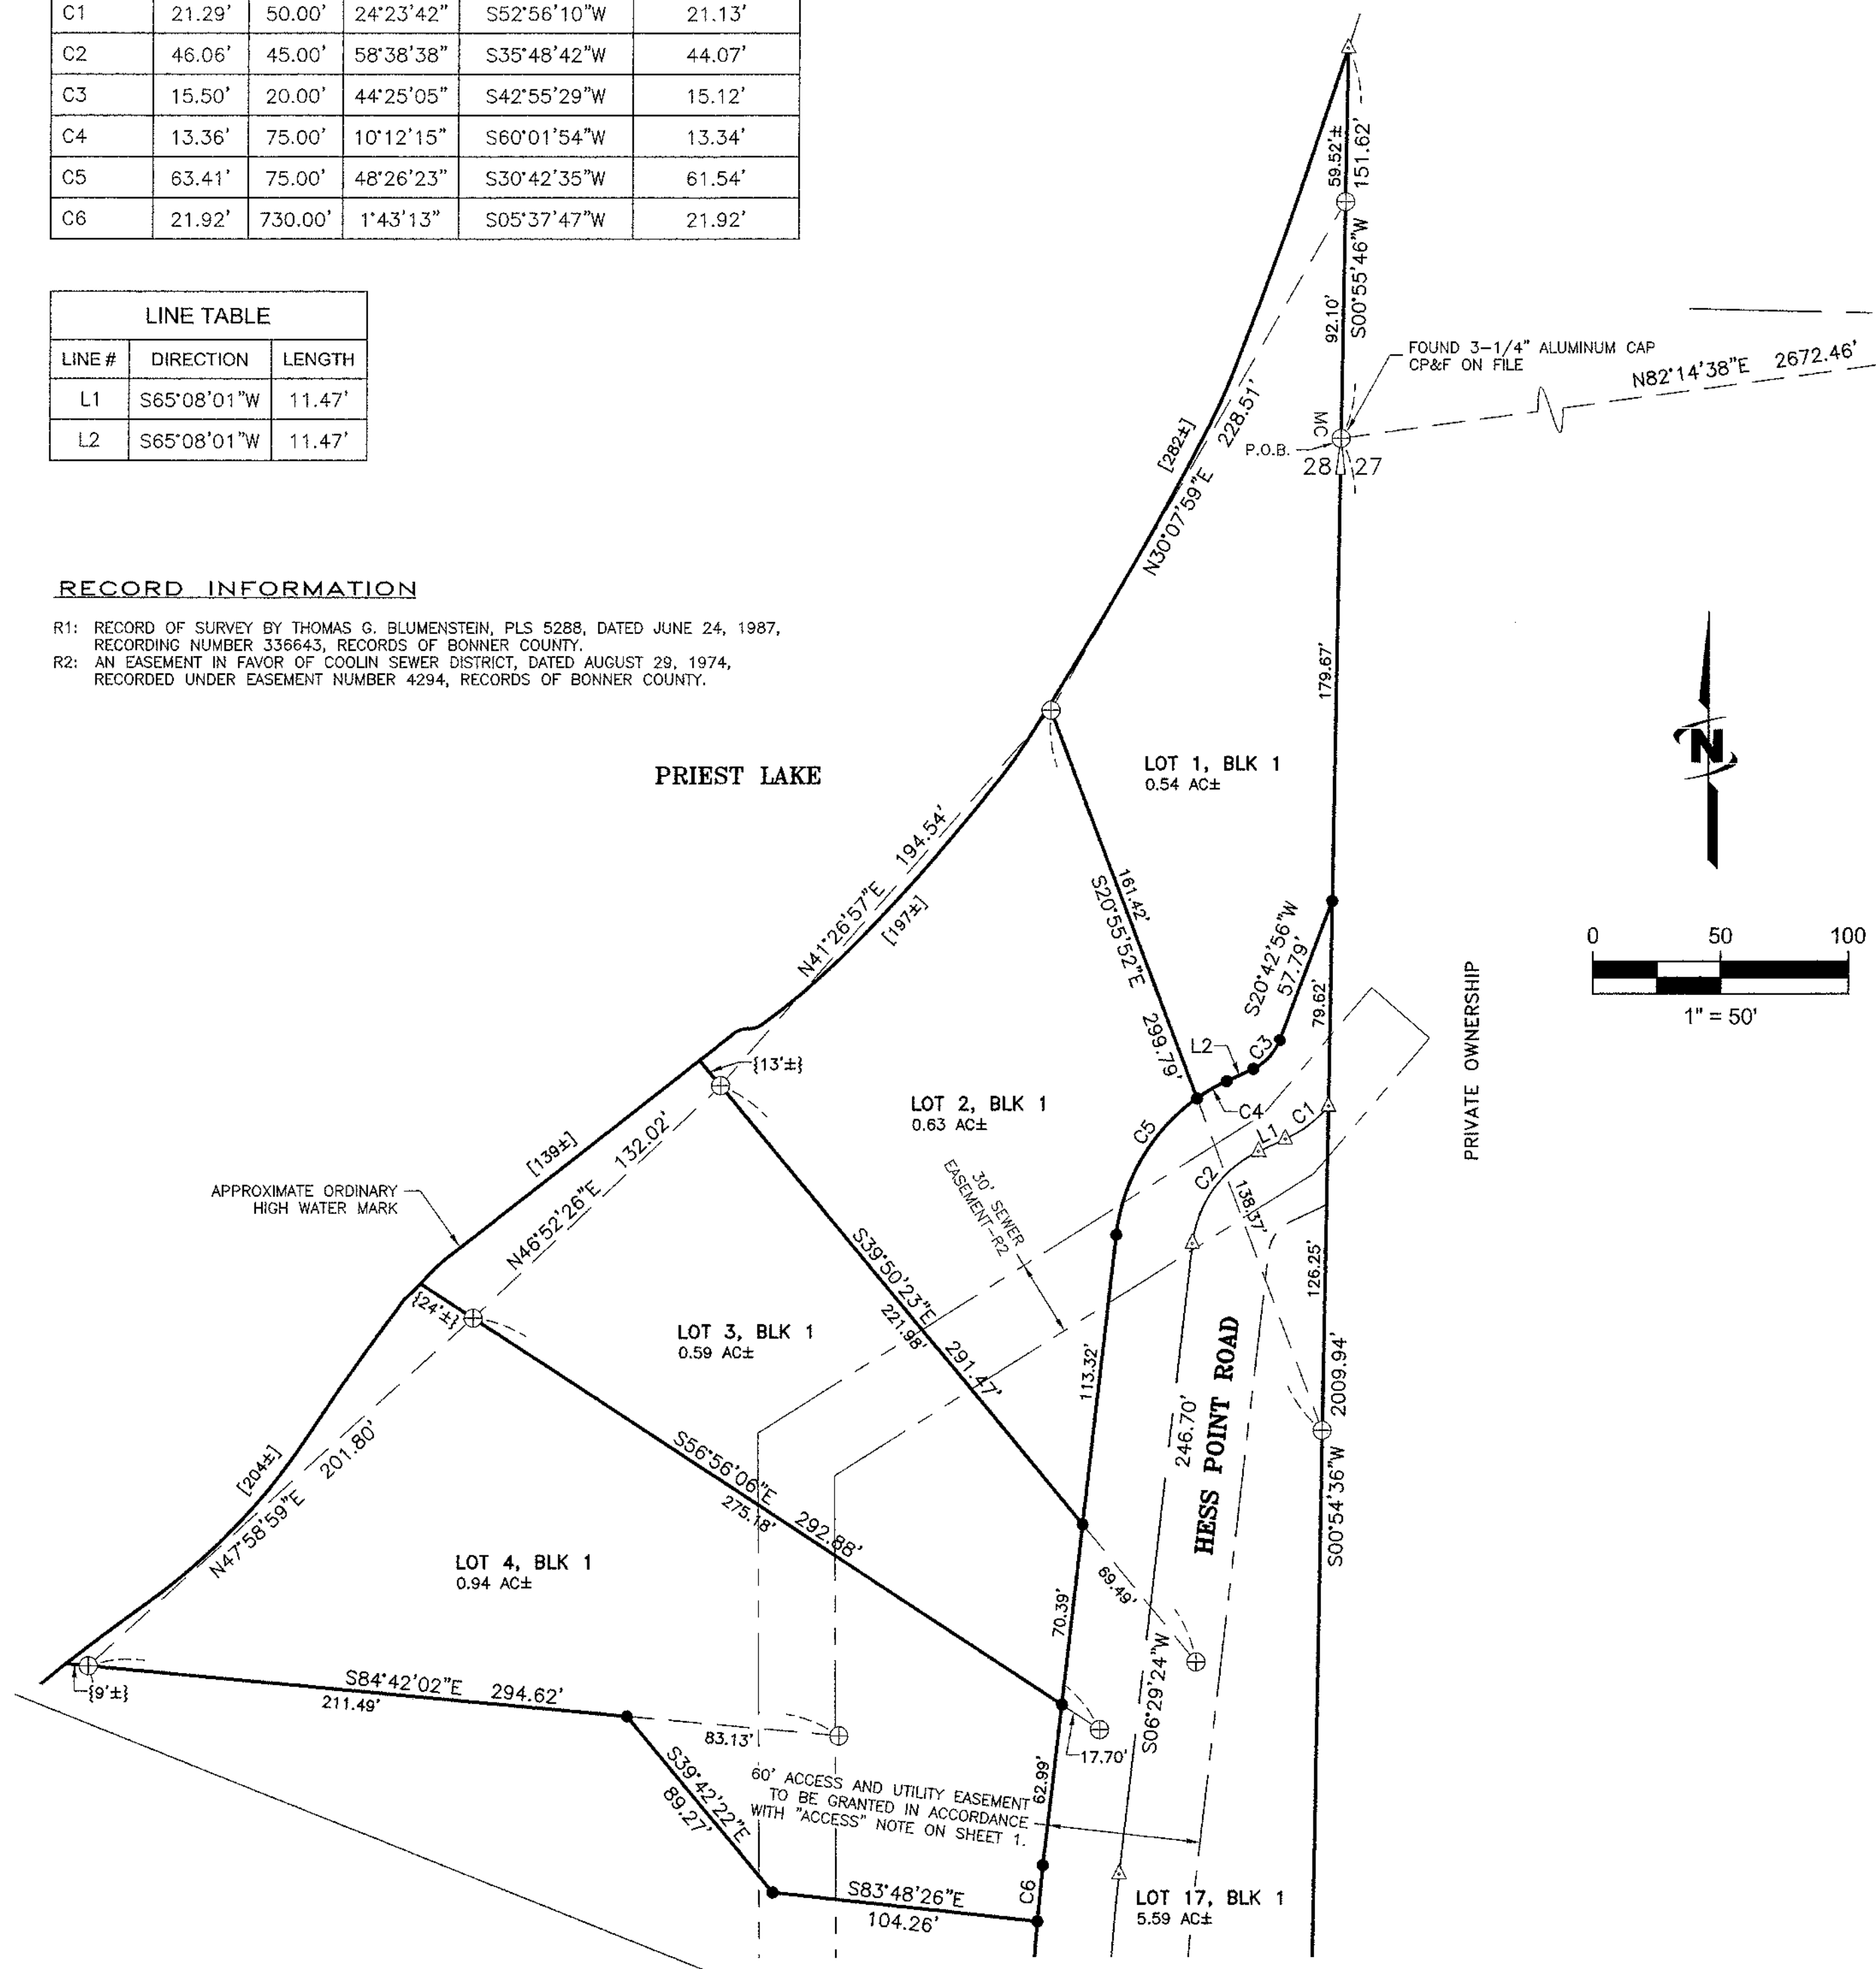 C1 21.29' 50.00' 24°23'42" S52°56'10"W 21.13'
C2 46.06' 45.00' 58°38'38" S35°48'42"W 44.07'
C3 15.50' 20.00' 44°25'05" S42°55'29"W 15.12'
C4 13.36' 75.00' 10°12'15" S60°01'54"W 13.34'
C5 63.41' 75.00' 48°26'23" S30°42'35"W 61.54'
C6 21.92' 730.00' 1°43'13" S05°37'47"W 21.92'
LINE TABLE
LINE # DIRECTION LENGTH
L1 S65°08'01"W 11.47'
L2 S65°08'01"W 11.47'
RECORD INFORMATION
R1: RECORD OF SURVEY BY THOMAS G. BLUMENSTEIN, PLS 5288, DATED JUNE 24, 1987,
RECORDING NUMBER 336643, RECORDS OF BONNER COUNTY.
R2: AN EASEMENT IN FAVOR OF COOLIN SEWER DISTRICT, DATED AUGUST 29, 1974,
RECORDED UNDER EASEMENT NUMBER 4294, RECORDS OF BONNER COUNTY.
59.52'±
S00°55'46"W 151.62'
92.10'
FOUND 3-1/4" ALUMINUM CAP
CP&F ON FILE
N82°14'38"E 2672.46'
MC
P.O.B.
28 27
[282±]
N30°07'59"E 228.51'
179.67'
PRIEST LAKE
LOT 1, BLK 1
0.54 AC±
N
N41°26'57"E 194.54'
[197±]
161.42'
S20°55'52"E 299.79'
S20°42'56"W
57.79'
79.62'
0 50 100
1" = 50'
PRIVATE OWNERSHIP
L2
C3
C4
C1
L1
C5
C2
138.37'
{13'±}
LOT 2, BLK 1
0.63 AC±
[139±]
N46°52'26"E 132.02'
APPROXIMATE ORDINARY
HIGH WATER MARK
30' SEWER
EASEMENT-R2
126.25'
{24'±}
S39°50'23"E 291.47'
221.98'
LOT 3, BLK 1
0.59 AC±
113.32'
246.70'
S06°29'24"W
HESS POINT ROAD
S00°54'36"W 2009.94'
[204±]
N47°58'59"E 201.80'
S56°56'06"E 292.88'
275.18'
LOT 4, BLK 1
0.94 AC±
69.49'
70.39'
{9'±}
S84°42'02"E 294.62'
211.49'
83.13'
17.70'
S39°42'22"E
89.27'
60' ACCESS AND UTILITY EASEMENT
TO BE GRANTED IN ACCORDANCE
WITH "ACCESS" NOTE ON SHEET 1.
62.99'
C6
S83°48'26"E
104.26'
LOT 17, BLK 1
5.59 AC±